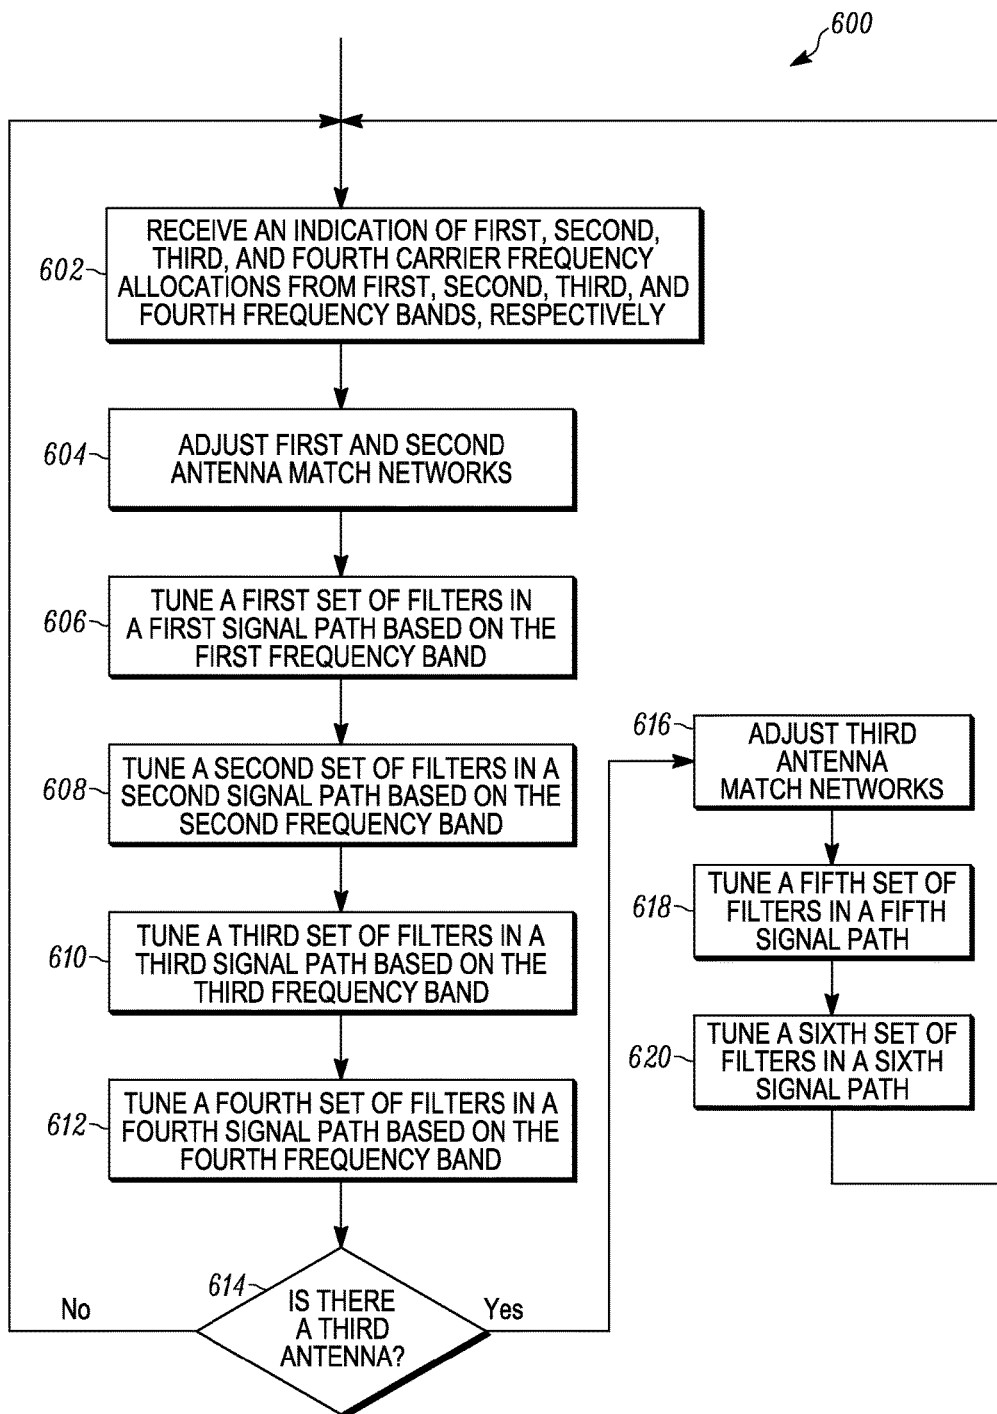 600
602
RECEIVE AN INDICATION OF FIRST, SECOND,
THIRD, AND FOURTH CARRIER FREQUENCY
ALLOCATIONS FROM FIRST, SECOND, THIRD, AND
FOURTH FREQUENCY BANDS, RESPECTIVELY
604
ADJUST FIRST AND SECOND
ANTENNA MATCH NETWORKS
606
TUNE A FIRST SET OF FILTERS IN
A FIRST SIGNAL PATH BASED ON THE
FIRST FREQUENCY BAND
608
TUNE A SECOND SET OF FILTERS IN A
SECOND SIGNAL PATH BASED ON THE
SECOND FREQUENCY BAND
610
TUNE A THIRD SET OF FILTERS IN A
THIRD SIGNAL PATH BASED ON THE
THIRD FREQUENCY BAND
612
TUNE A FOURTH SET OF FILTERS IN A
FOURTH SIGNAL PATH BASED ON THE
FOURTH FREQUENCY BAND
614
IS THERE
A THIRD
ANTENNA?
No
Yes
616
ADJUST THIRD
ANTENNA
MATCH NETWORKS
618
TUNE A FIFTH SET OF
FILTERS IN A FIFTH
SIGNAL PATH
620
TUNE A SIXTH SET OF
FILTERS IN A SIXTH
SIGNAL PATH